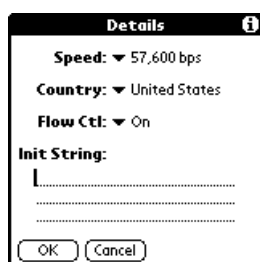 Details i
Speed: 57,600 bps
Country: United States
Flow Ctl: On
Init String:
OK Cancel